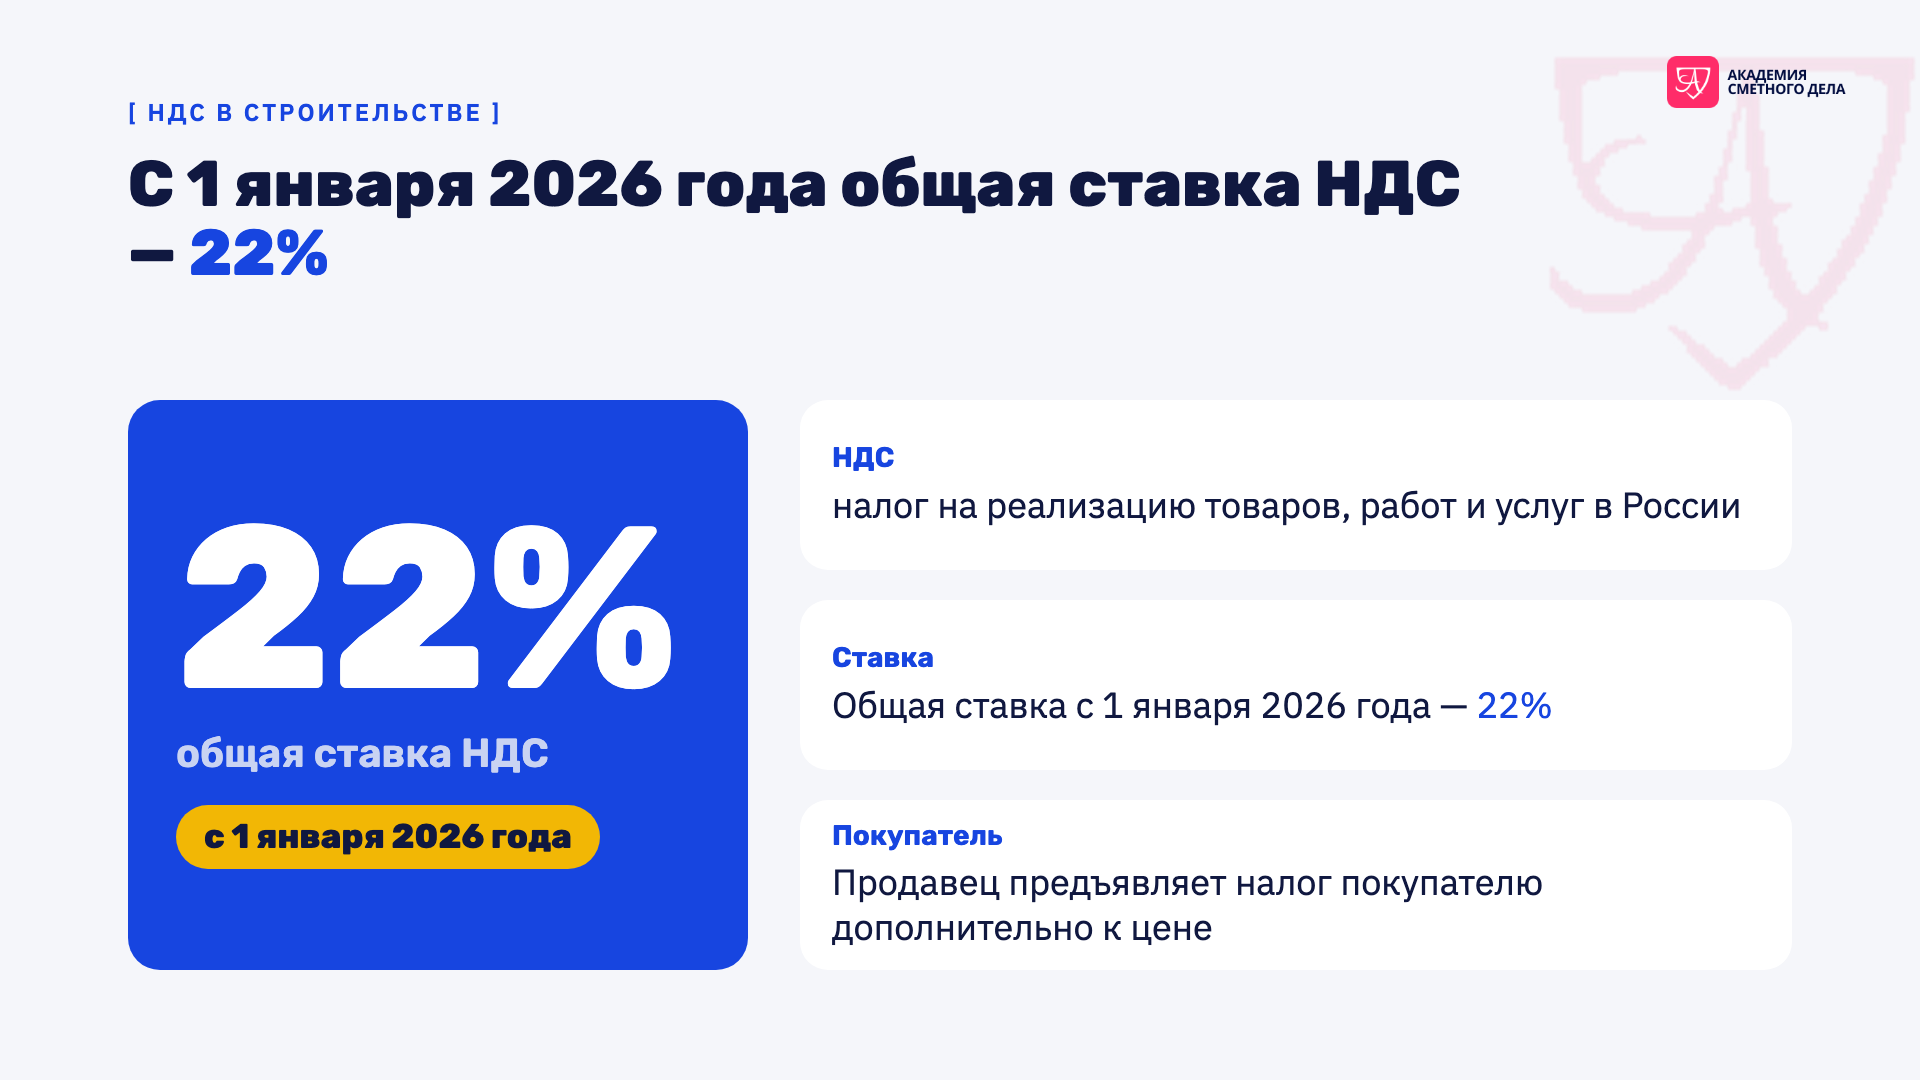 [ НДС В СТРОИТЕЛЬСТВЕ ]
АКАДЕМИЯ
СМЕТНОГО ДЕЛА
С 1 января 2026 года общая ставка НДС
— 22%
22%
общая ставка НДС
с 1 января 2026 года
НДС
налог на реализацию товаров, работ и услуг в России
Ставка
Общая ставка с 1 января 2026 года — 22%
Покупатель
Продавец предъявляет налог покупателю
дополнительно к цене